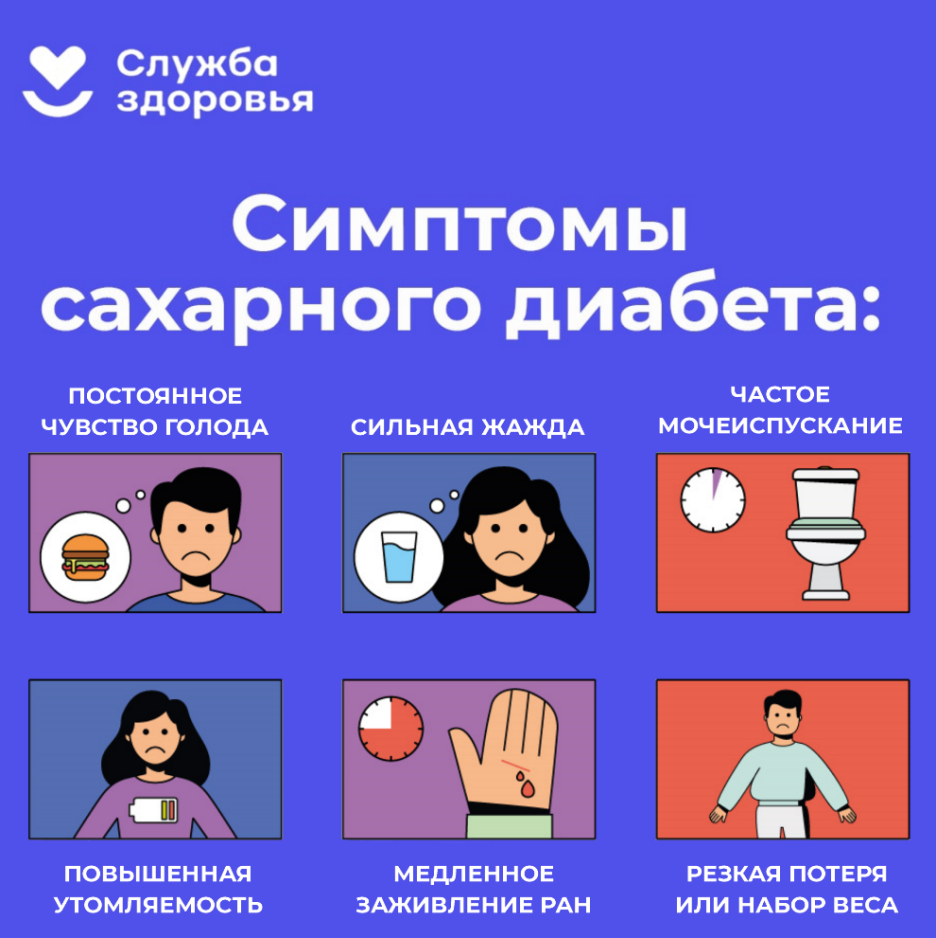 Служба
здоровья
Симптомы
сахарного диабета:
ПОСТОЯННОЕ
ЧУВСТВО ГОЛОДА
СИЛЬНАЯ ЖАЖДА
ЧАСТОЕ
МОЧЕИСПУСКАНИЕ
ПОВЫШЕННАЯ
УТОМЛЯЕМОСТЬ
МЕДЛЕННОЕ
ЗАЖИВЛЕНИЕ РАН
РЕЗКАЯ ПОТЕРЯ
ИЛИ НАБОР ВЕСА